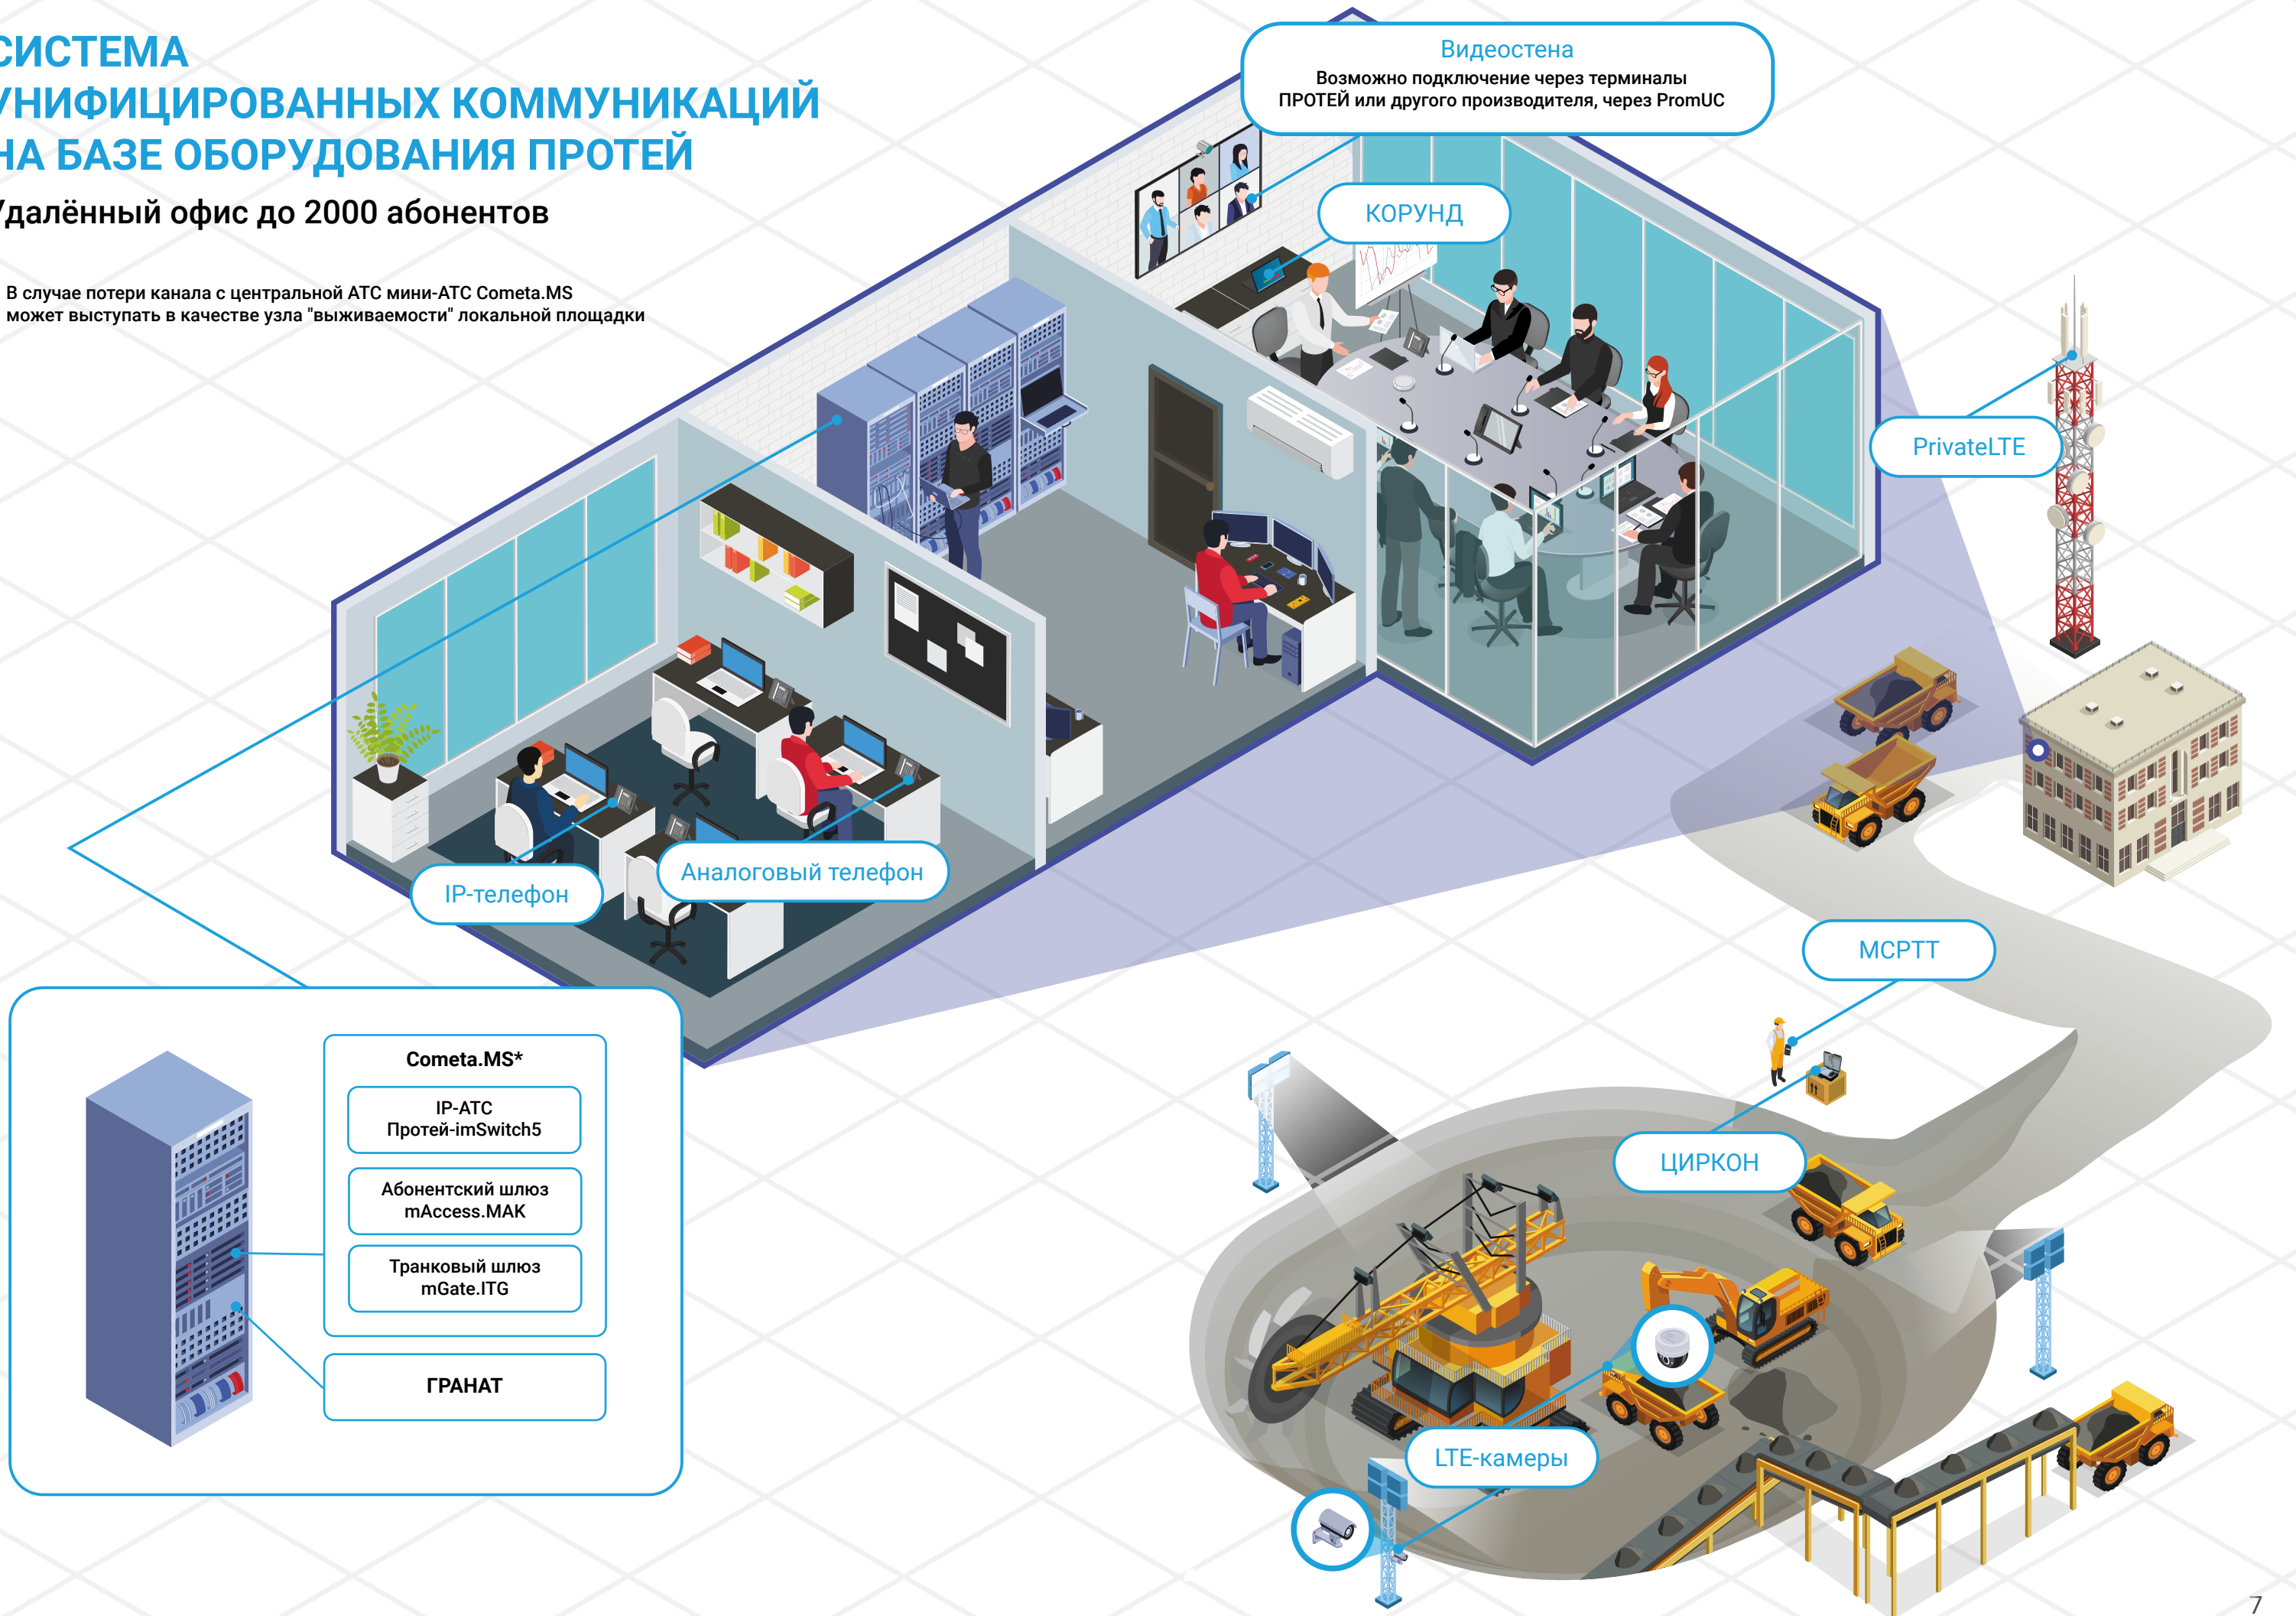 СИСТЕМА
УНИФИЦИРОВАННЫХ КОММУНИКАЦИЙ
НА БАЗЕ ОБОРУДОВАНИЯ ПРОТЕЙ
Удалённый офис до 2000 абонентов
В случае потери канала с центральной АТС мини-АТС Cometa.MS
может выступать в качестве узла "выживаемости" локальной площадки
Видеостена
Возможно подключение через терминалы
ПРОТЕЙ или другого производителя, через PromUC
КОРУНД
PrivateLTE
IP-телефон
Аналоговый телефон
MCPTT
ЦИРКОН
LTE-камеры
Cometa.MS*
IP-АТС
Протей-imSwitch5
Абонентский шлюз
mAccess.MAK
Транковый шлюз
mGate.ITG
ГРАНАТ
7